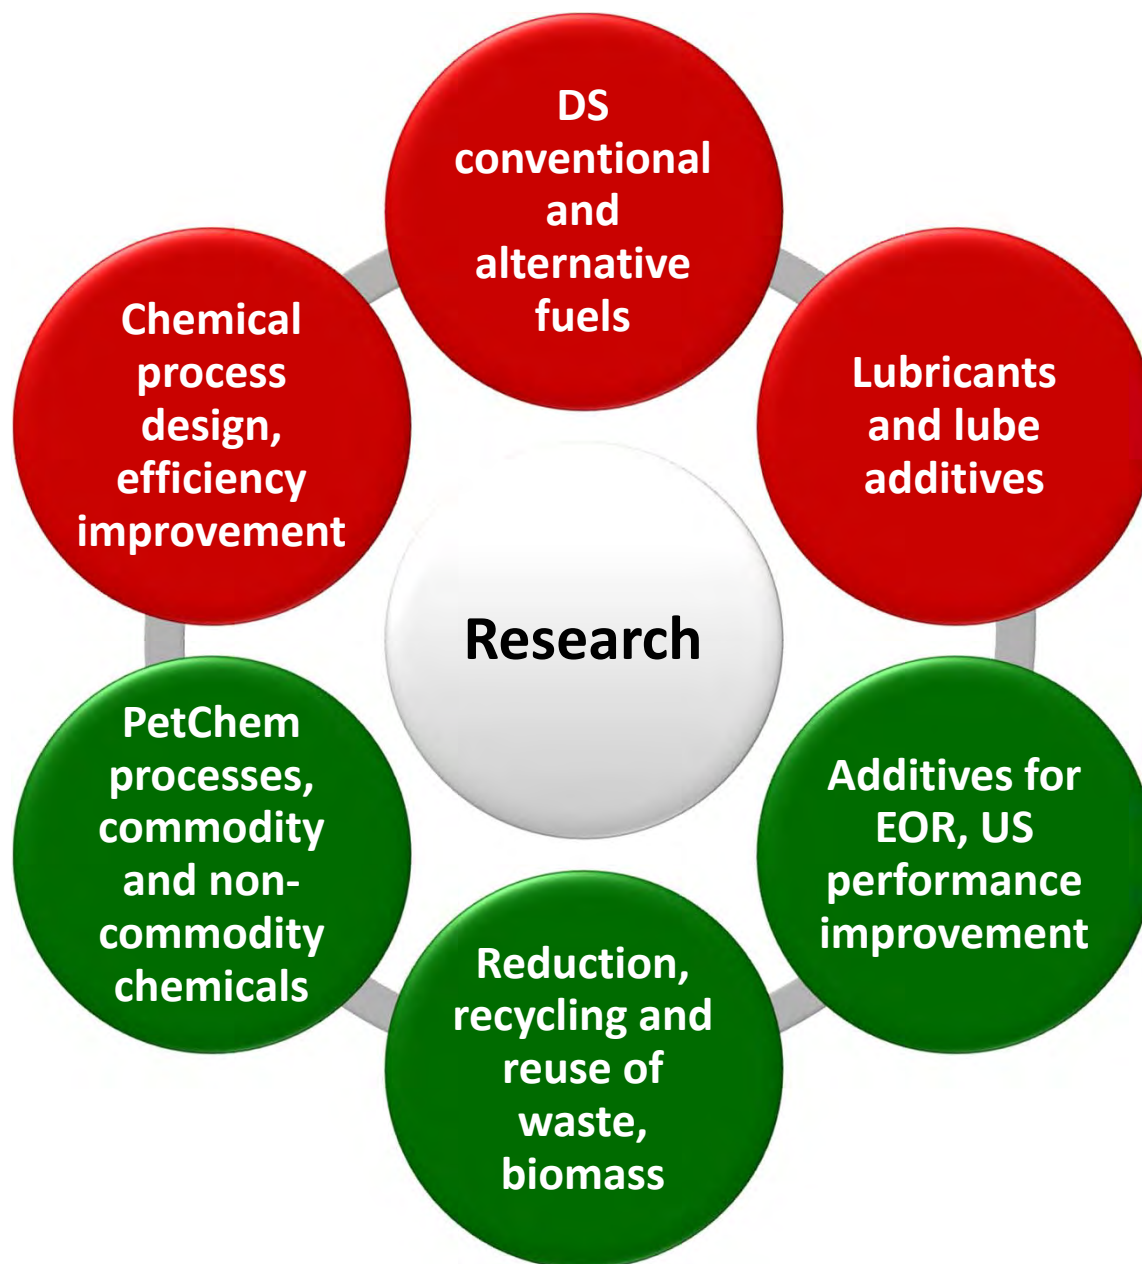 DS
conventional
and
alternative
fuels
Lubricants
and lube
additives
Additives for
EOR, US
performance
improvement
Reduction,
recycling and
reuse of
waste,
biomass
PetChem
processes,
commodity
and non-
commodity
chemicals
Chemical
process
design,
efficiency
improvement
Research